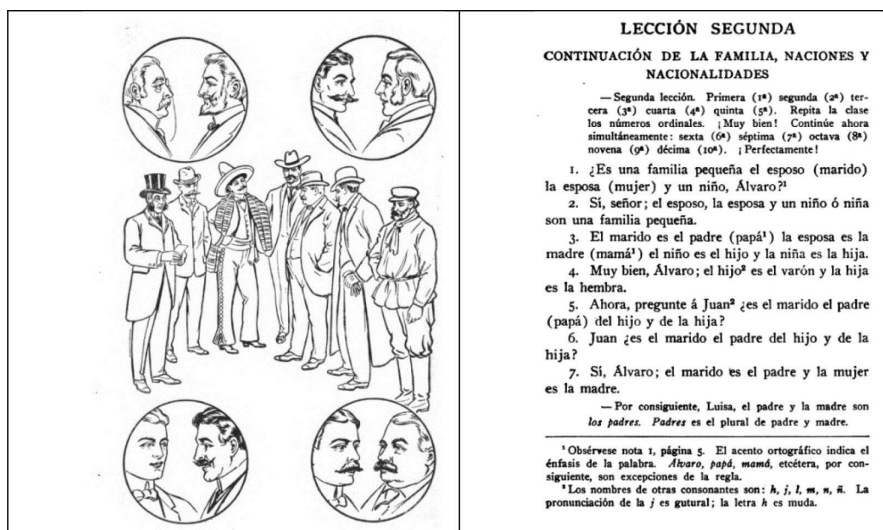 LECCIÓN SEGUNDA
CONTINUACIÓN DE LA FAMILIA, NACIONES Y
NACIONALIDADES
— Segunda lección. Primera (1ª) segunda (2ª) ter-
cera (3ª) cuarta (4ª) quinta (5ª). Repita la clase
los números ordinales. ¡Muy bien! Continúe ahora
simultáneamente: sexta (6ª) séptima (7ª) octava (8ª)
novena (9ª) décima (10ª). ¡Perfectamente!
1. ¿Es una familia pequeña el esposo (marido)
la esposa (mujer) y un niño, Álvaro?¹
2. Sí, señor; el esposo, la esposa y un niño ó niña
son una familia pequeña.
3. El marido es el padre (papá¹) la esposa es la
madre (mamá¹) el niño es el hijo y la niña es la hija.
4. Muy bien, Álvaro; el hijo² es el varón y la hija
es la hembra.
5. Ahora, pregunte á Juan² ¿es el marido el padre
(papá) del hijo y de la hija?
6. Juan ¿es el marido el padre del hijo y de la
hija?
7. Sí, Álvaro; el marido es el padre y la mujer
es la madre.
— Por consiguiente, Luisa, el padre y la madre son
los padres. Padres es el plural de padre y madre.
¹ Obsérvese nota 1, página 5. El acento ortográfico indica el
énfasis de la palabra. Álvaro, papá, mamá, etcétera, por con-
siguiente, son excepciones de la regla.
² Los nombres de otras consonantes son: h, j, l, m, n, ñ. La
pronunciación de la j es gutural; la letra h es muda.